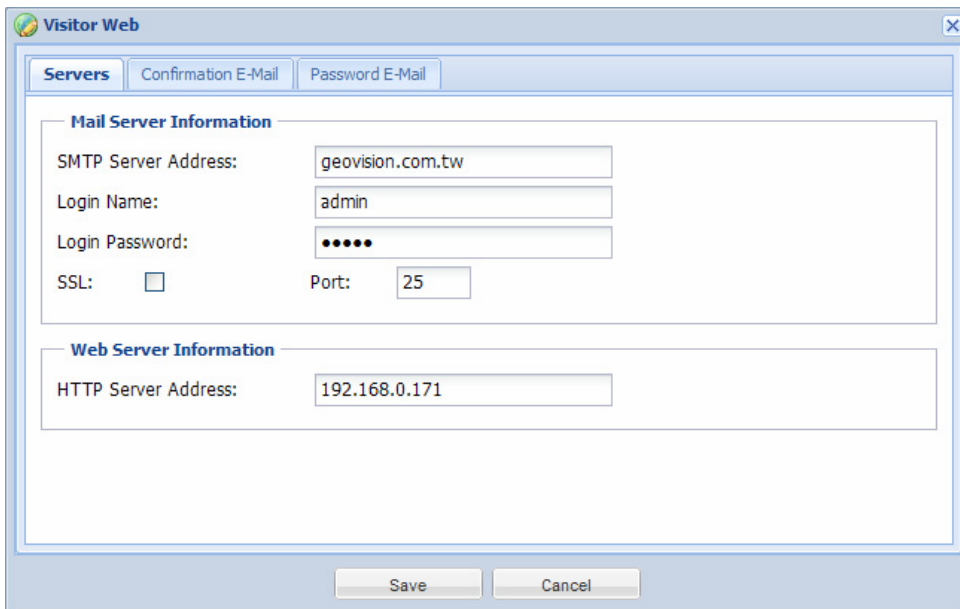 Visitor Web
Servers Confirmation E-Mail Password E-Mail
Mail Server Information
SMTP Server Address: geovision.com.tw
Login Name: admin
Login Password: •••••
SSL: Port: 25
Web Server Information
HTTP Server Address: 192.168.0.171
Save Cancel